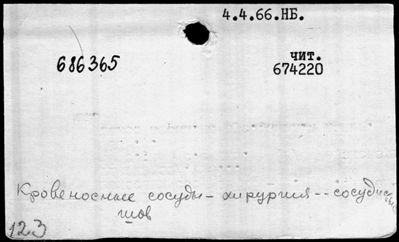 4.4.66.НБ.
686365
чит.
674220
Кровеносные сосуды - хирургия -- сосудис
шов
123